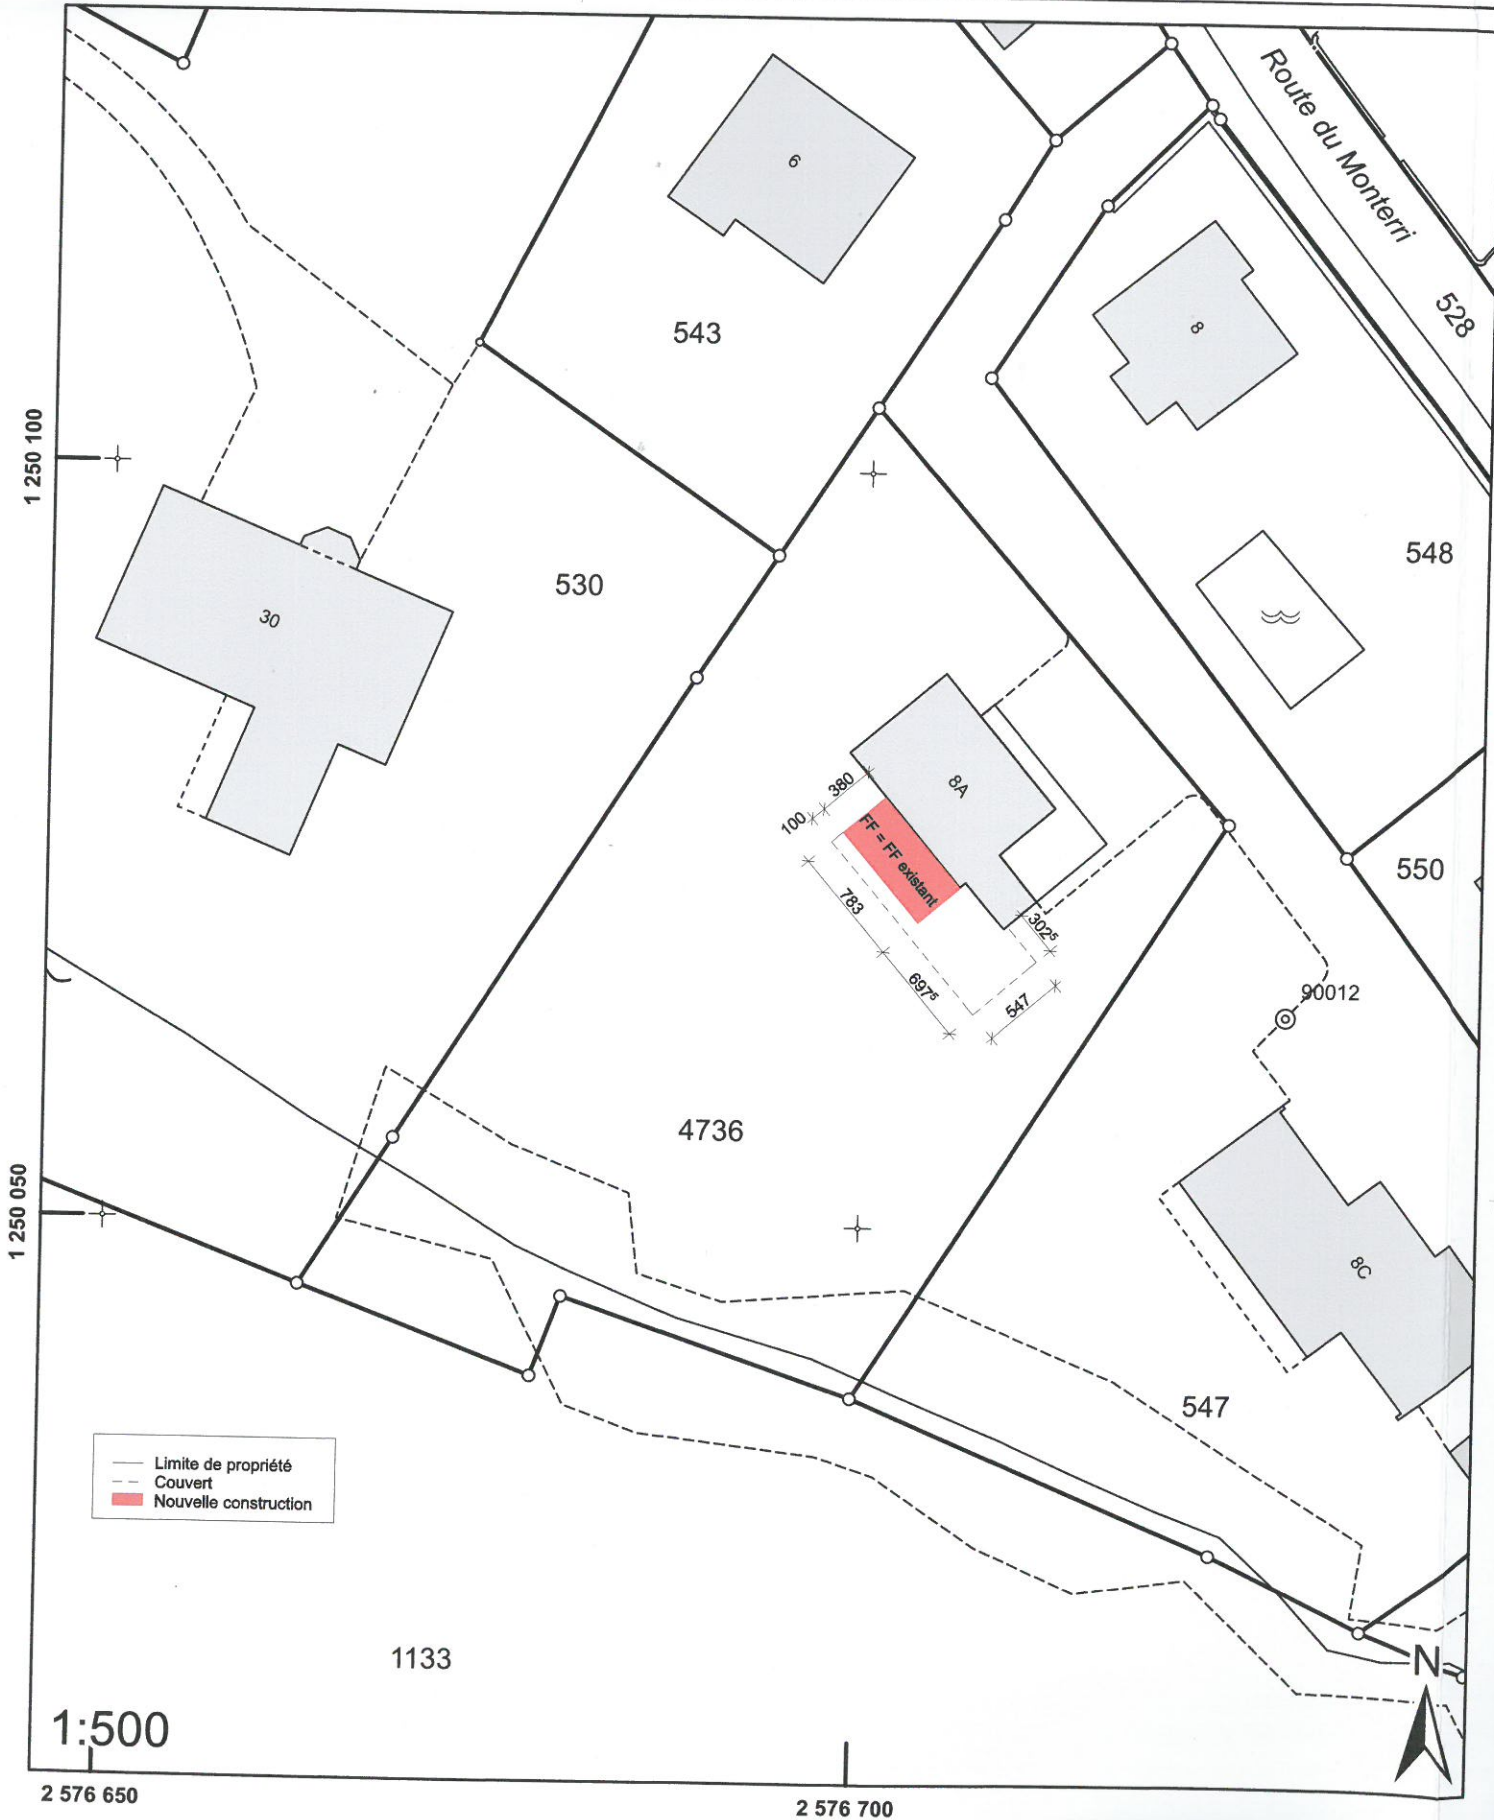 Route du Monterri
6
8
528
543
1 250 100
548
530
30
8A
380
100
FF = FF existant
550
783
302⁵
697⁵
547
90012
4736
1 250 050
8C
547
Limite de propriété
Couvert
Nouvelle construction
1133
N
1:500
2 576 650
2 576 700